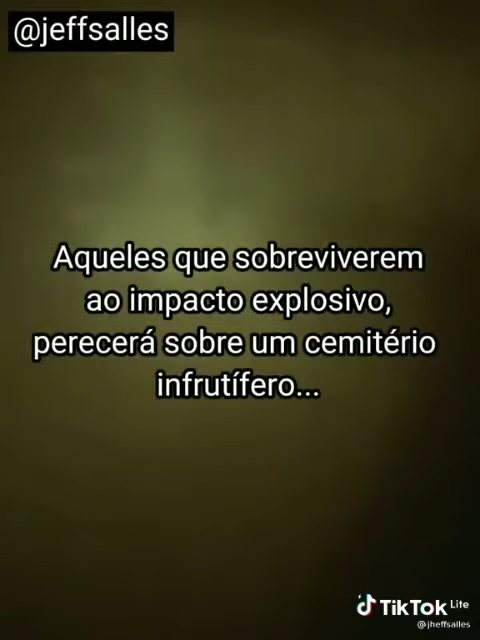 @jeffsalles
Aqueles que sobreviverem
ao impacto explosivo,
perecerá sobre um cemitério
infrutífero...
TikTok Lite
@jheffsalles